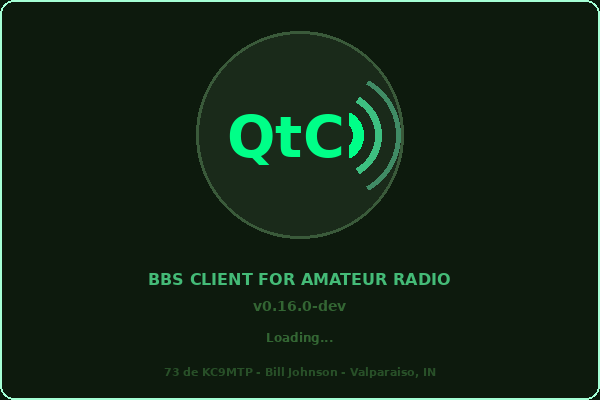 QtC
BBS CLIENT FOR AMATEUR RADIO
v0.16.0-dev
Loading...
73 de KC9MTP - Bill Johnson - Valparaiso, IN